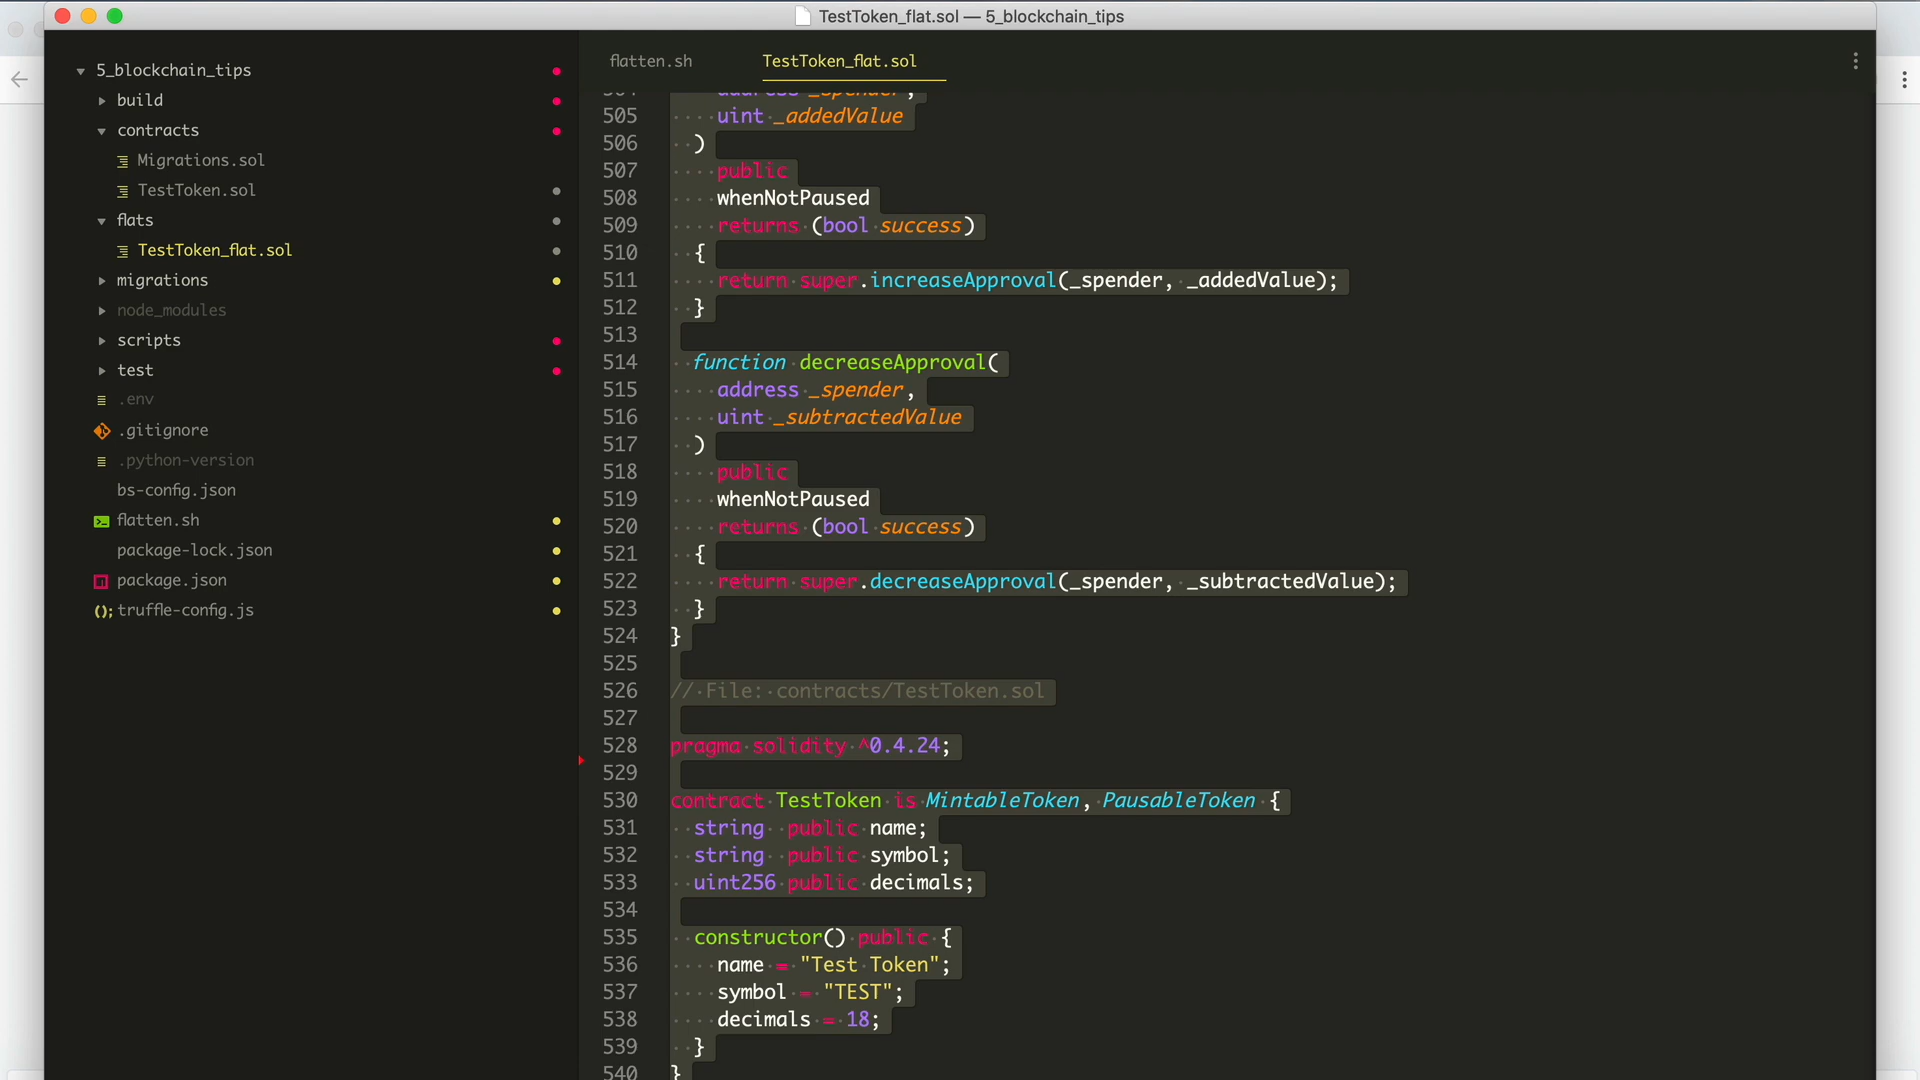 TestToken_flat.sol — 5_blockchain_tips
5_blockchain_tips
build
contracts
Migrations.sol
TestToken.sol
flats
TestToken_flat.sol
migrations
node_modules
scripts
test
.env
.gitignore
.python-version
bs-config.json
flatten.sh
package-lock.json
package.json
truffle-config.js
flatten.sh
TestToken_flat.sol
504 address _spender,
505 uint _addedValue
506 )
507 public
508 whenNotPaused
509 returns (bool success)
510 {
511 return super.increaseApproval(_spender, _addedValue);
512 }
513
514 function decreaseApproval(
515 address _spender,
516 uint _subtractedValue
517 )
518 public
519 whenNotPaused
520 returns (bool success)
521 {
522 return super.decreaseApproval(_spender, _subtractedValue);
523 }
524 }
525
526 // File: contracts/TestToken.sol
527
528 pragma solidity ^0.4.24;
529
530 contract TestToken is MintableToken, PausableToken {
531 string public name;
532 string public symbol;
533 uint256 public decimals;
534
535 constructor() public {
536 name = "Test Token";
537 symbol = "TEST";
538 decimals = 18;
539 }
540 }